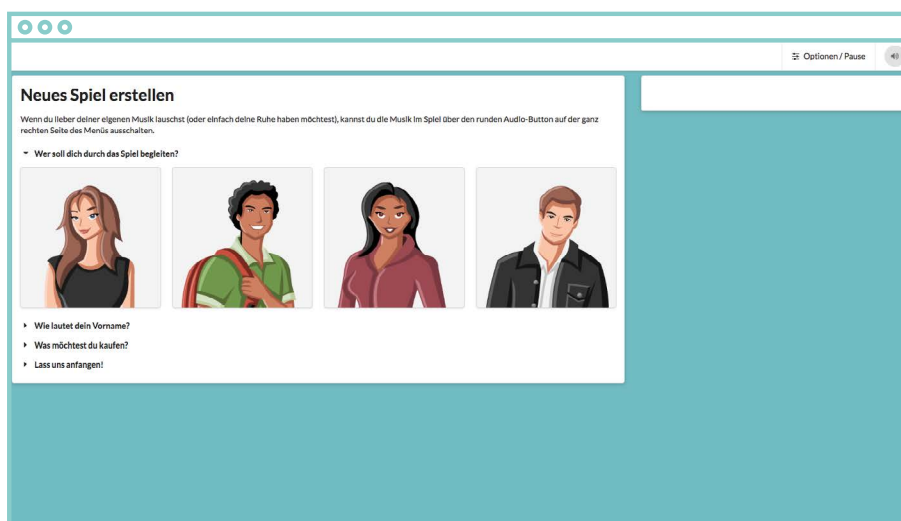 Optionen / Pause
Neues Spiel erstellen
Wenn du lieber deiner eigenen Musik lauschst (oder einfach deine Ruhe haben möchtest), kannst du die Musik im Spiel über den runden Audio-Button auf der ganz
rechten Seite des Menüs ausschalten.
Wer soll dich durch das Spiel begleiten?
Wie lautet dein Vorname?
Was möchtest du kaufen?
Lass uns anfangen!